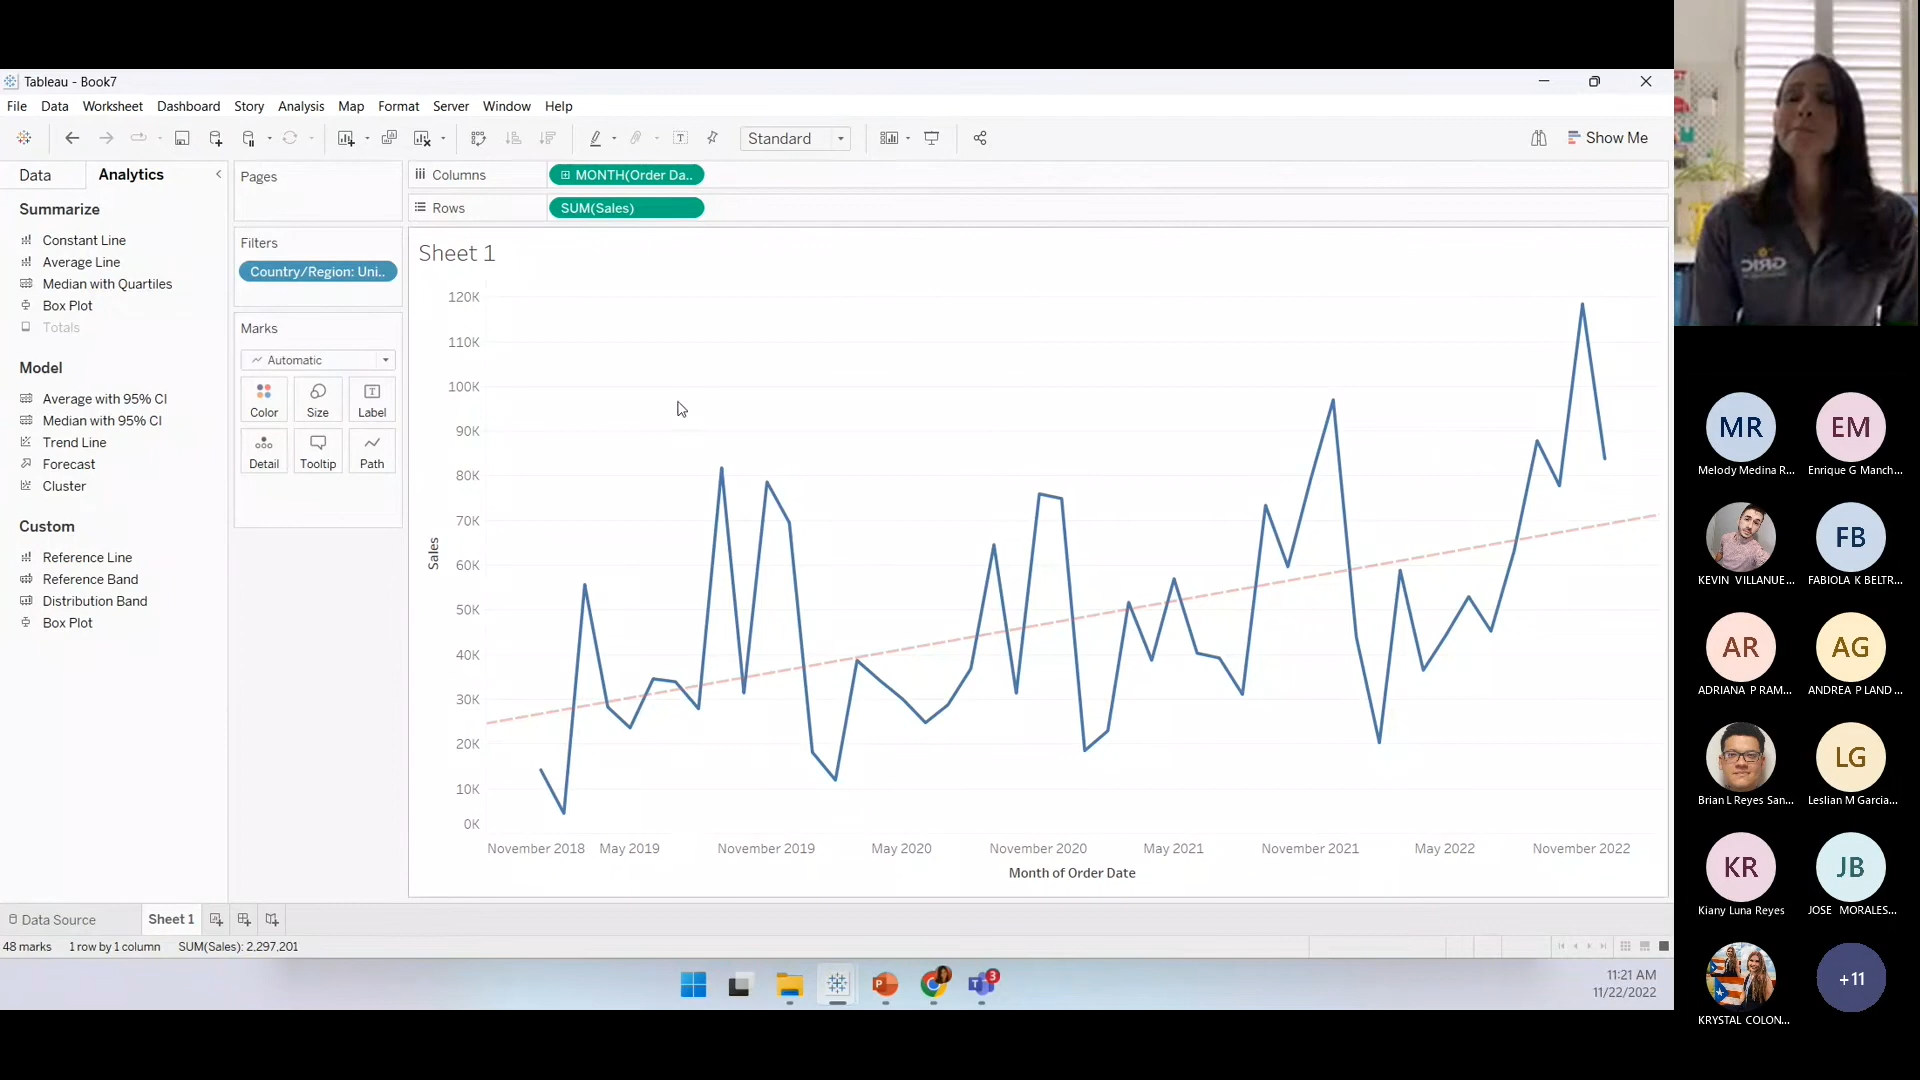 Tableau - Book7
File Data Worksheet Dashboard Story Analysis Map Format Server Window Help
Standard
Show Me
Data
Analytics
Summarize
Constant Line
Average Line
Median with Quartiles
Box Plot
Totals
Model
Average with 95% CI
Median with 95% CI
Trend Line
Forecast
Cluster
Custom
Reference Line
Reference Band
Distribution Band
Box Plot
Pages
Filters
Country/Region: Uni..
Marks
Automatic
Color
Size
Label
Detail
Tooltip
Path
Columns
MONTH(Order Da..
Rows
SUM(Sales)
Sheet 1
120K
110K
100K
90K
80K
70K
60K
50K
40K
30K
20K
10K
0K
Sales
November 2018 May 2019 November 2019 May 2020 November 2020 May 2021 November 2021 May 2022 November 2022
Month of Order Date
Data Source
Sheet 1
48 marks 1 row by 1 column SUM(Sales): 2,297,201
3
11:21 AM
11/22/2022
GRIC
MR
Melody Medina R...
EM
Enrique G Manch...
KEVIN VILLANUE...
FB
FABIOLA K BELTR...
AR
ADRIANA P RAM...
AG
ANDREA P LAND...
Brian L Reyes San...
LG
Leslian M Garcia...
KR
Kiany Luna Reyes
JB
JOSE MORALES...
KRYSTAL COLON...
+11